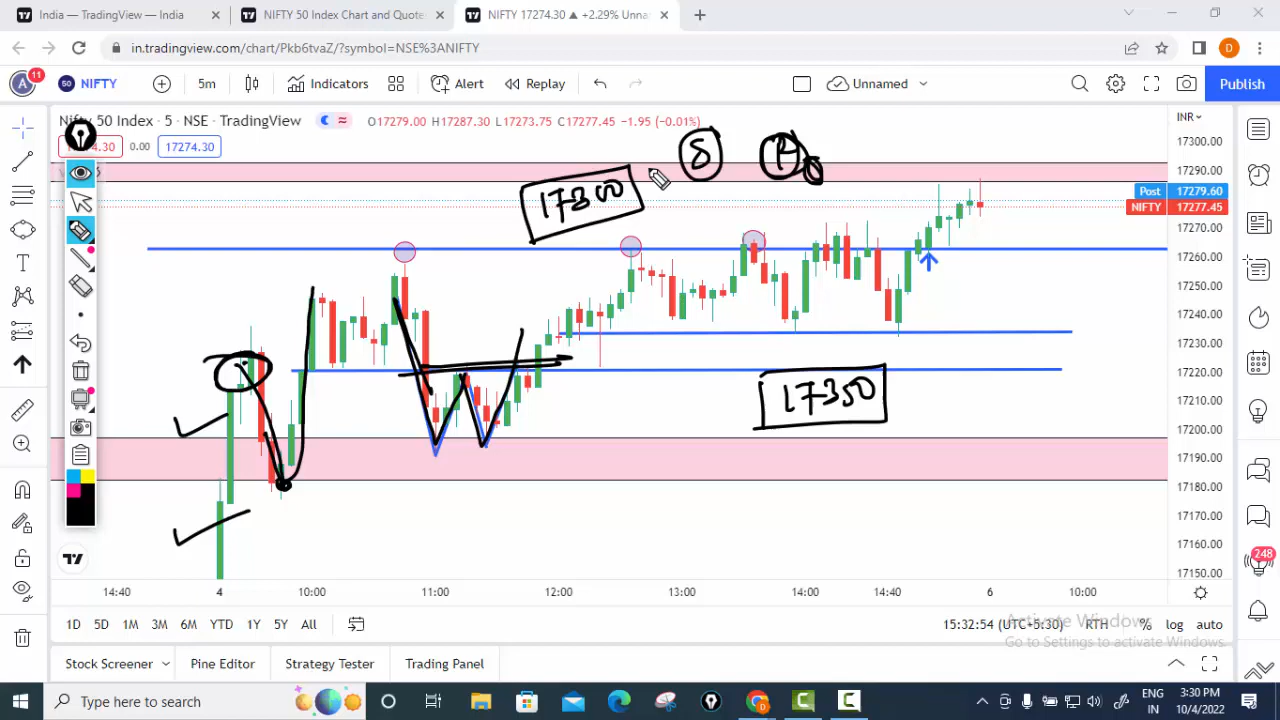 India — TradingView — India
NIFTY 50 Index Chart and Quote
NIFTY 17274.30 ▲ +2.29% Unna
in.tradingview.com/chart/Pkb6tvaZ/?symbol=NSE%3ANIFTY
D
A
11
50
NIFTY
5m
Indicators
Alert
Replay
Unnamed
Publish
Nifty 50 Index · 5 · NSE · TradingView
O17279.00 H17287.30 L17273.75 C17277.45 −1.95 (−0.01%)
INR
4.30
0.00
17274.30
17300.00
17290.00
Post 17279.60
NIFTY 17277.45
17260.00
17250.00
17240.00
17230.00
17220.00
17210.00
17200.00
17190.00
17180.00
17170.00
17160.00
17150.00
17300
17350
14:40
4
10:00
11:00
12:00
13:00
14:00
14:40
6
10:00
248
1D 5D 1M 3M 6M YTD 1Y 5Y All
15:32:54 (UTC+5:30)
RTH
%
log
auto
Activate Windows
Go to Settings to activate Windows.
Stock Screener
Pine Editor
Strategy Tester
Trading Panel
Type here to search
ENG
IN
3:30 PM
10/4/2022